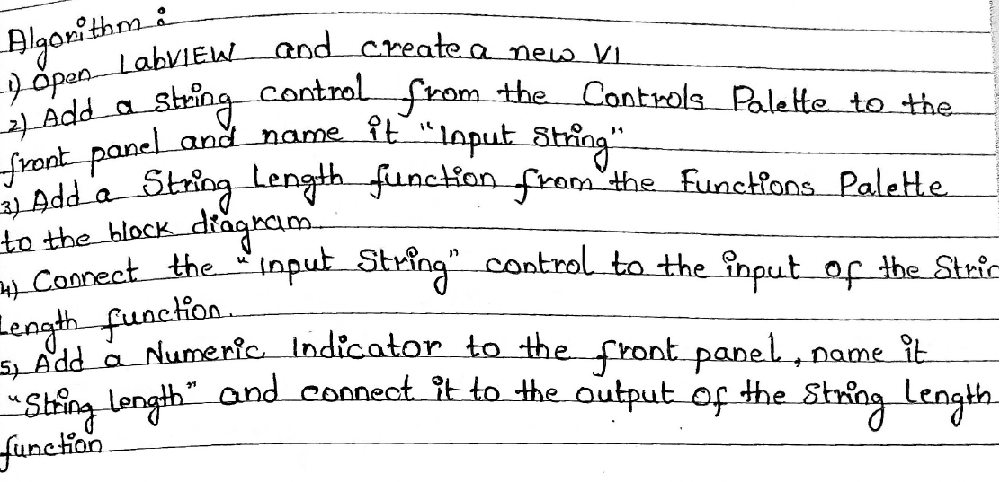 Algorithm :
1) Open LabVIEW and create a new VI
2) Add a string control from the Controls Palette to the
front panel and name it "Input String"
3) Add a String Length function from the Functions Palette
to the block diagram.
4) Connect the "Input String" control to the input of the Strin
Length function.
5) Add a Numeric Indicator to the front panel, name it
"String length" and connect it to the output of the String Length
function